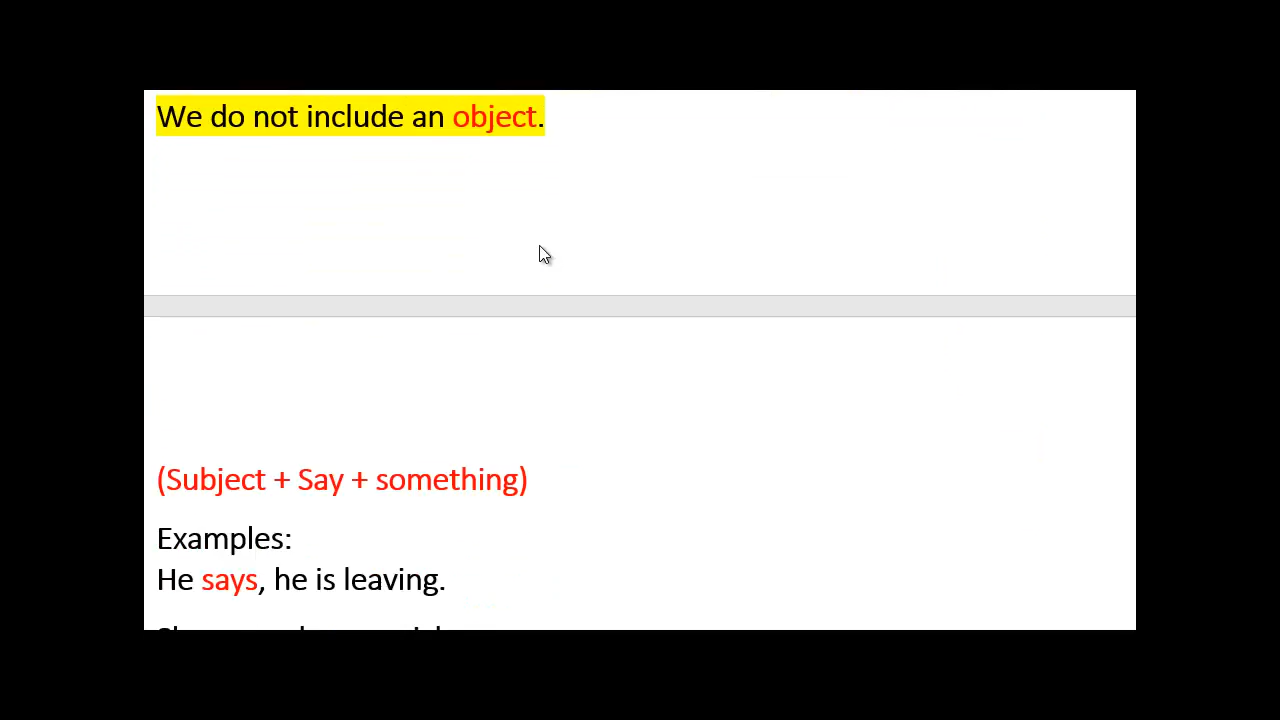 We do not include an object.
(Subject + Say + something)
Examples:
He says, he is leaving.